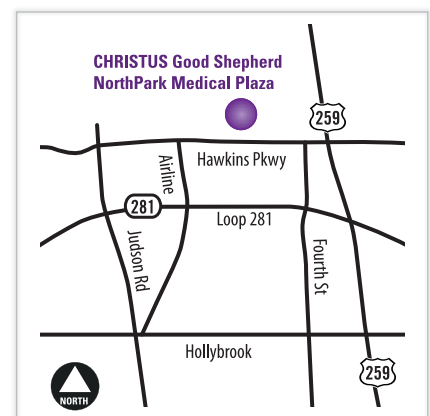 CHRISTUS Good Shepherd
NorthPark Medical Plaza
259
Hawkins Pkwy
Airline
281
Loop 281
Judson Rd
Fourth St
Hollybrook
259
NORTH